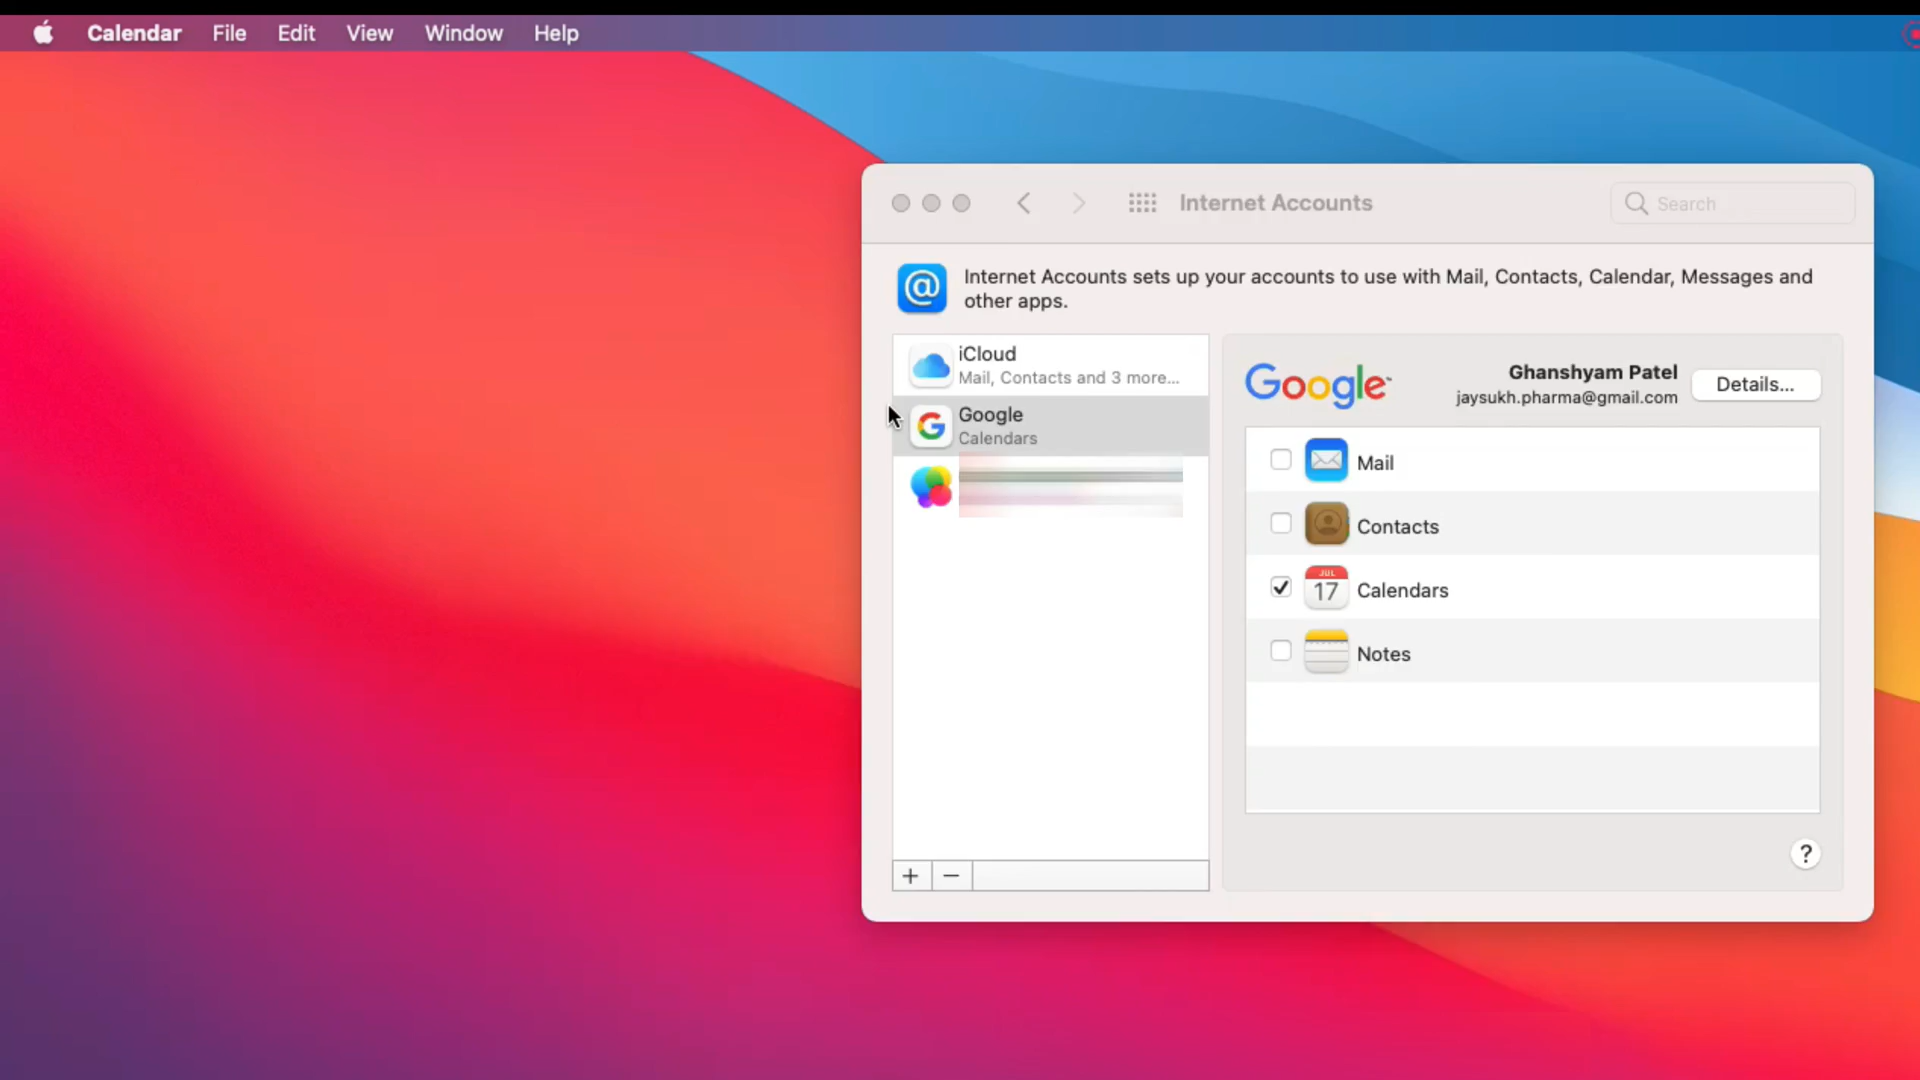 Calendar File Edit View Window Help
Internet Accounts
Search
Internet Accounts sets up your accounts to use with Mail, Contacts, Calendar, Messages and
other apps.
iCloud
Mail, Contacts and 3 more...
Google
Calendars
Google
Ghanshyam Patel
jaysukh.pharma@gmail.com
Details...
Mail
Contacts
JUL
17
Calendars
Notes
+ −
?